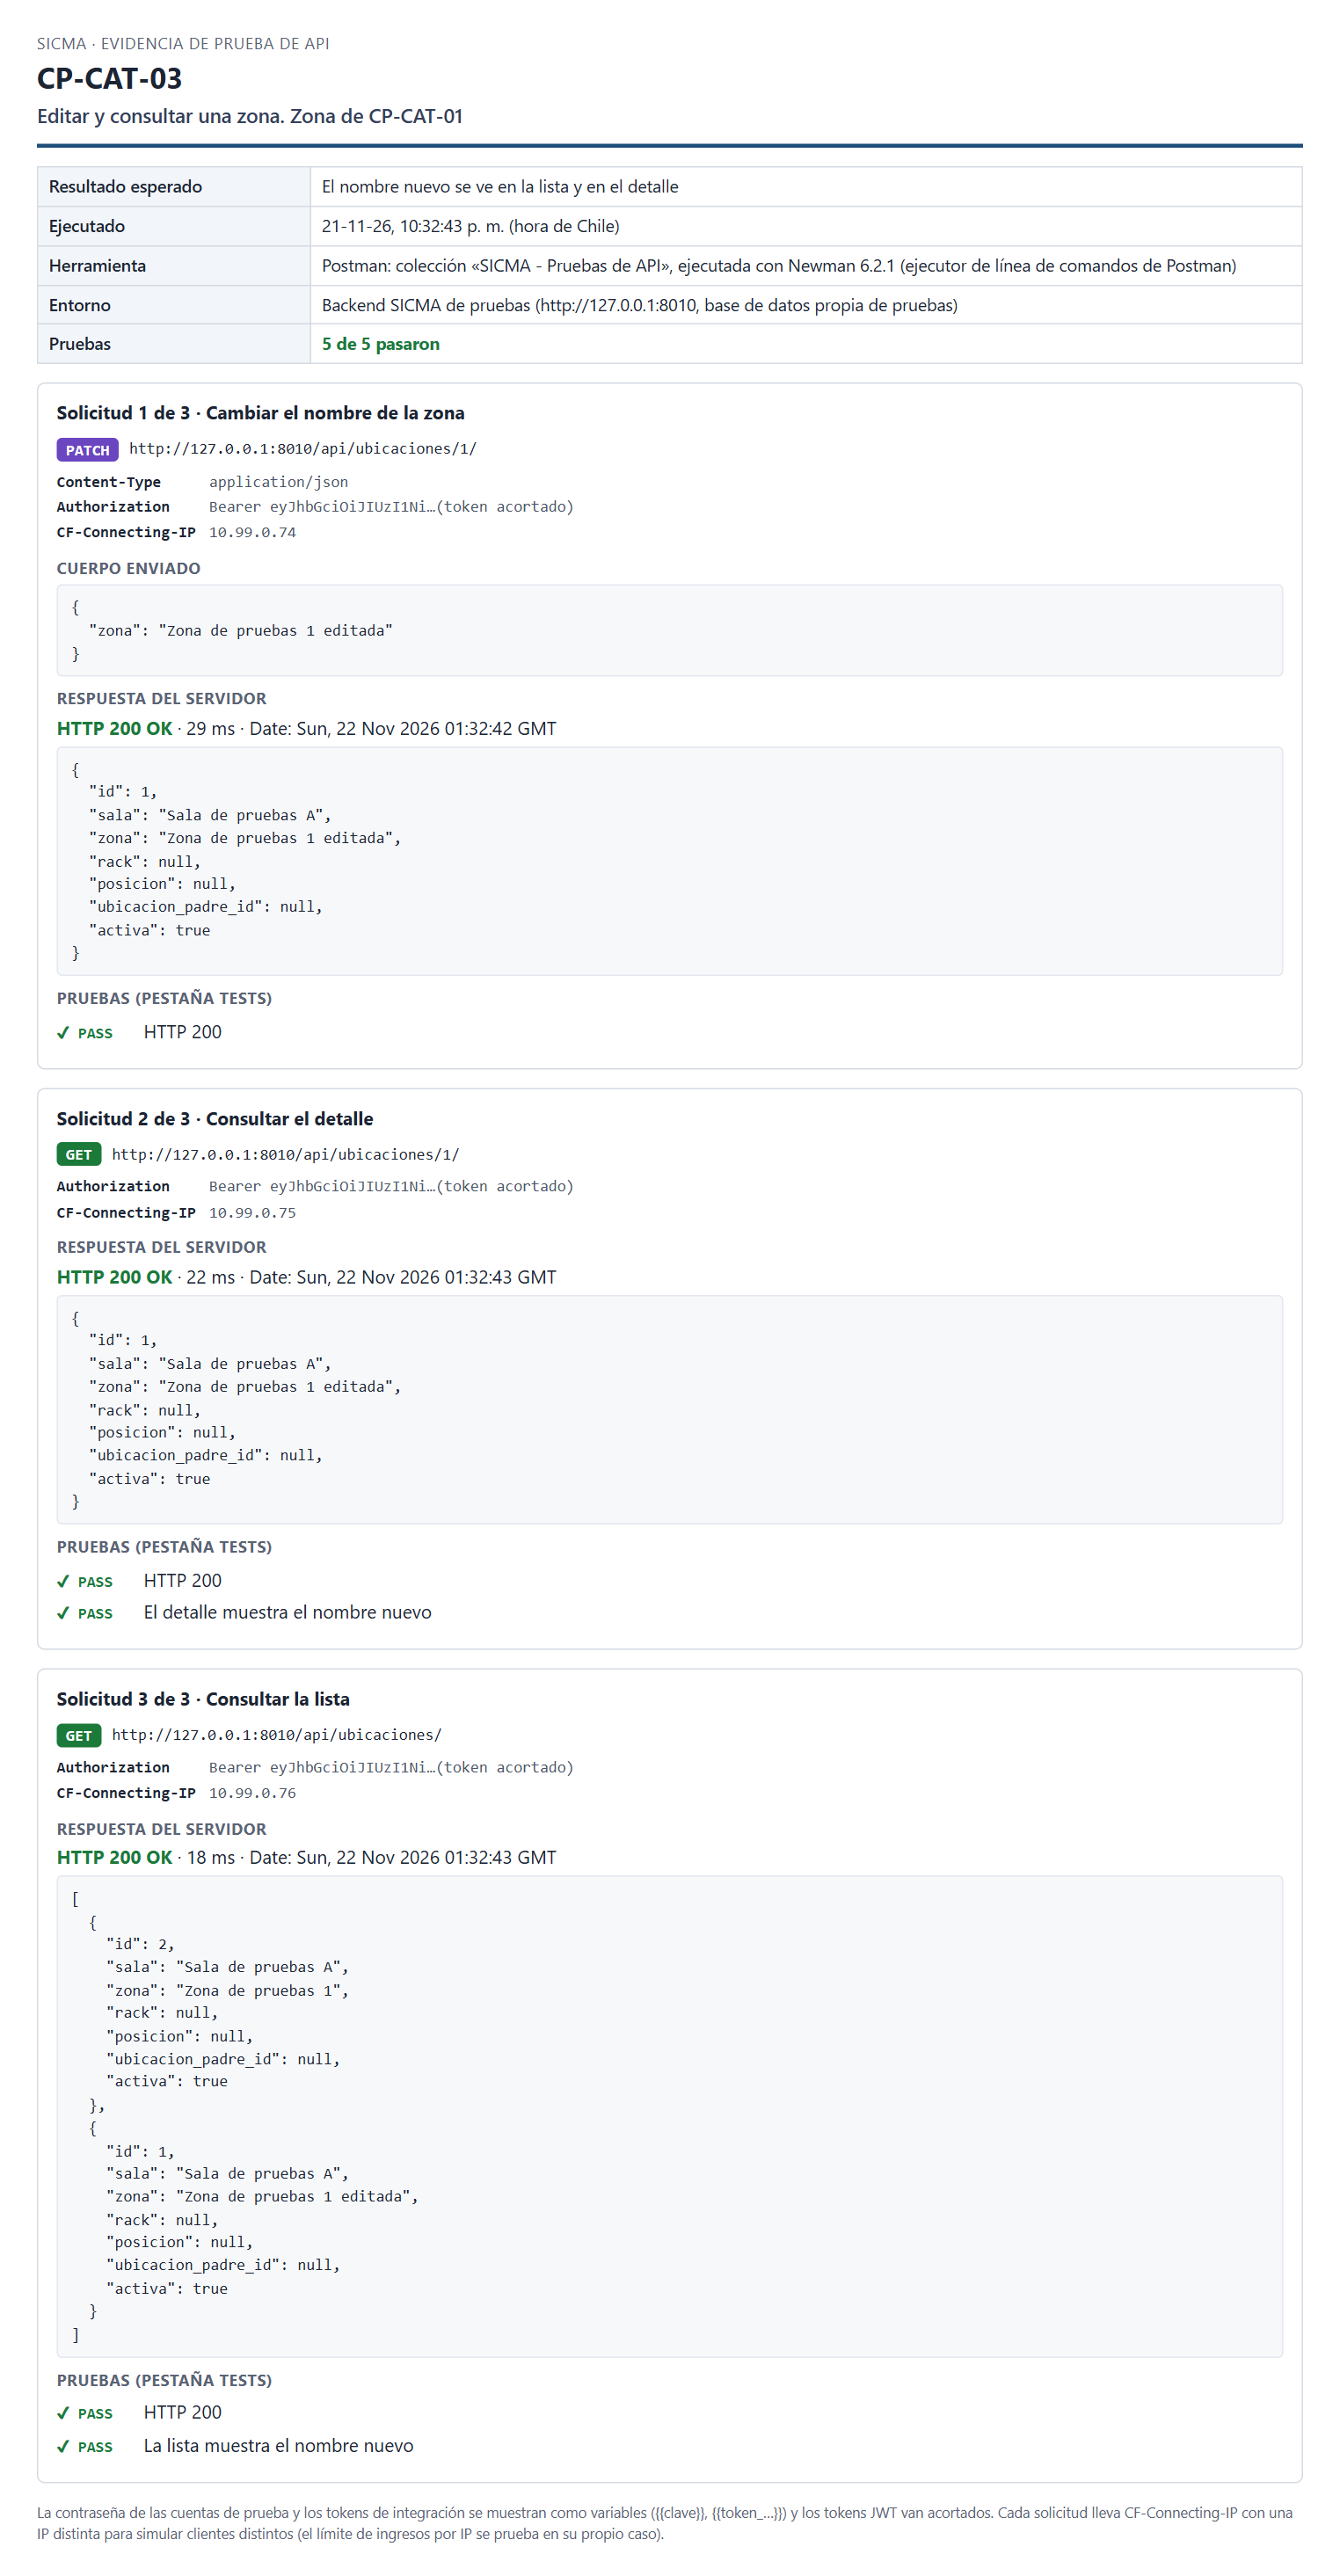 SICMA · EVIDENCIA DE PRUEBA DE API
CP-CAT-03
Editar y consultar una zona. Zona de CP-CAT-01
Resultado esperado El nombre nuevo se ve en la lista y en el detalle
Ejecutado 21-11-26, 10:32:43 p. m. (hora de Chile)
Herramienta Postman: colección «SICMA - Pruebas de API», ejecutada con Newman 6.2.1 (ejecutor de línea de comandos de Postman)
Entorno Backend SICMA de pruebas (http://127.0.0.1:8010, base de datos propia de pruebas)
Pruebas 5 de 5 pasaron
Solicitud 1 de 3 · Cambiar el nombre de la zona
PATCH http://127.0.0.1:8010/api/ubicaciones/1/
Content-Type application/json
Authorization Bearer eyJhbGciOiJIUzI1Ni…(token acortado)
CF-Connecting-IP 10.99.0.74
CUERPO ENVIADO
{
"zona": "Zona de pruebas 1 editada"
}
RESPUESTA DEL SERVIDOR
HTTP 200 OK · 29 ms · Date: Sun, 22 Nov 2026 01:32:42 GMT
{
"id": 1,
"sala": "Sala de pruebas A",
"zona": "Zona de pruebas 1 editada",
"rack": null,
"posicion": null,
"ubicacion_padre_id": null,
"activa": true
}
PRUEBAS (PESTAÑA TESTS)
✓ PASS HTTP 200
Solicitud 2 de 3 · Consultar el detalle
GET http://127.0.0.1:8010/api/ubicaciones/1/
Authorization Bearer eyJhbGciOiJIUzI1Ni…(token acortado)
CF-Connecting-IP 10.99.0.75
RESPUESTA DEL SERVIDOR
HTTP 200 OK · 22 ms · Date: Sun, 22 Nov 2026 01:32:43 GMT
{
"id": 1,
"sala": "Sala de pruebas A",
"zona": "Zona de pruebas 1 editada",
"rack": null,
"posicion": null,
"ubicacion_padre_id": null,
"activa": true
}
PRUEBAS (PESTAÑA TESTS)
✓ PASS HTTP 200
✓ PASS El detalle muestra el nombre nuevo
Solicitud 3 de 3 · Consultar la lista
GET http://127.0.0.1:8010/api/ubicaciones/
Authorization Bearer eyJhbGciOiJIUzI1Ni…(token acortado)
CF-Connecting-IP 10.99.0.76
RESPUESTA DEL SERVIDOR
HTTP 200 OK · 18 ms · Date: Sun, 22 Nov 2026 01:32:43 GMT
[
{
"id": 2,
"sala": "Sala de pruebas A",
"zona": "Zona de pruebas 1",
"rack": null,
"posicion": null,
"ubicacion_padre_id": null,
"activa": true
},
{
"id": 1,
"sala": "Sala de pruebas A",
"zona": "Zona de pruebas 1 editada",
"rack": null,
"posicion": null,
"ubicacion_padre_id": null,
"activa": true
}
]
PRUEBAS (PESTAÑA TESTS)
✓ PASS HTTP 200
✓ PASS La lista muestra el nombre nuevo
La contraseña de las cuentas de prueba y los tokens de integración se muestran como variables ({{clave}}, {{token_…}}) y los tokens JWT van acortados. Cada solicitud lleva CF-Connecting-IP con una
IP distinta para simular clientes distintos (el límite de ingresos por IP se prueba en su propio caso).